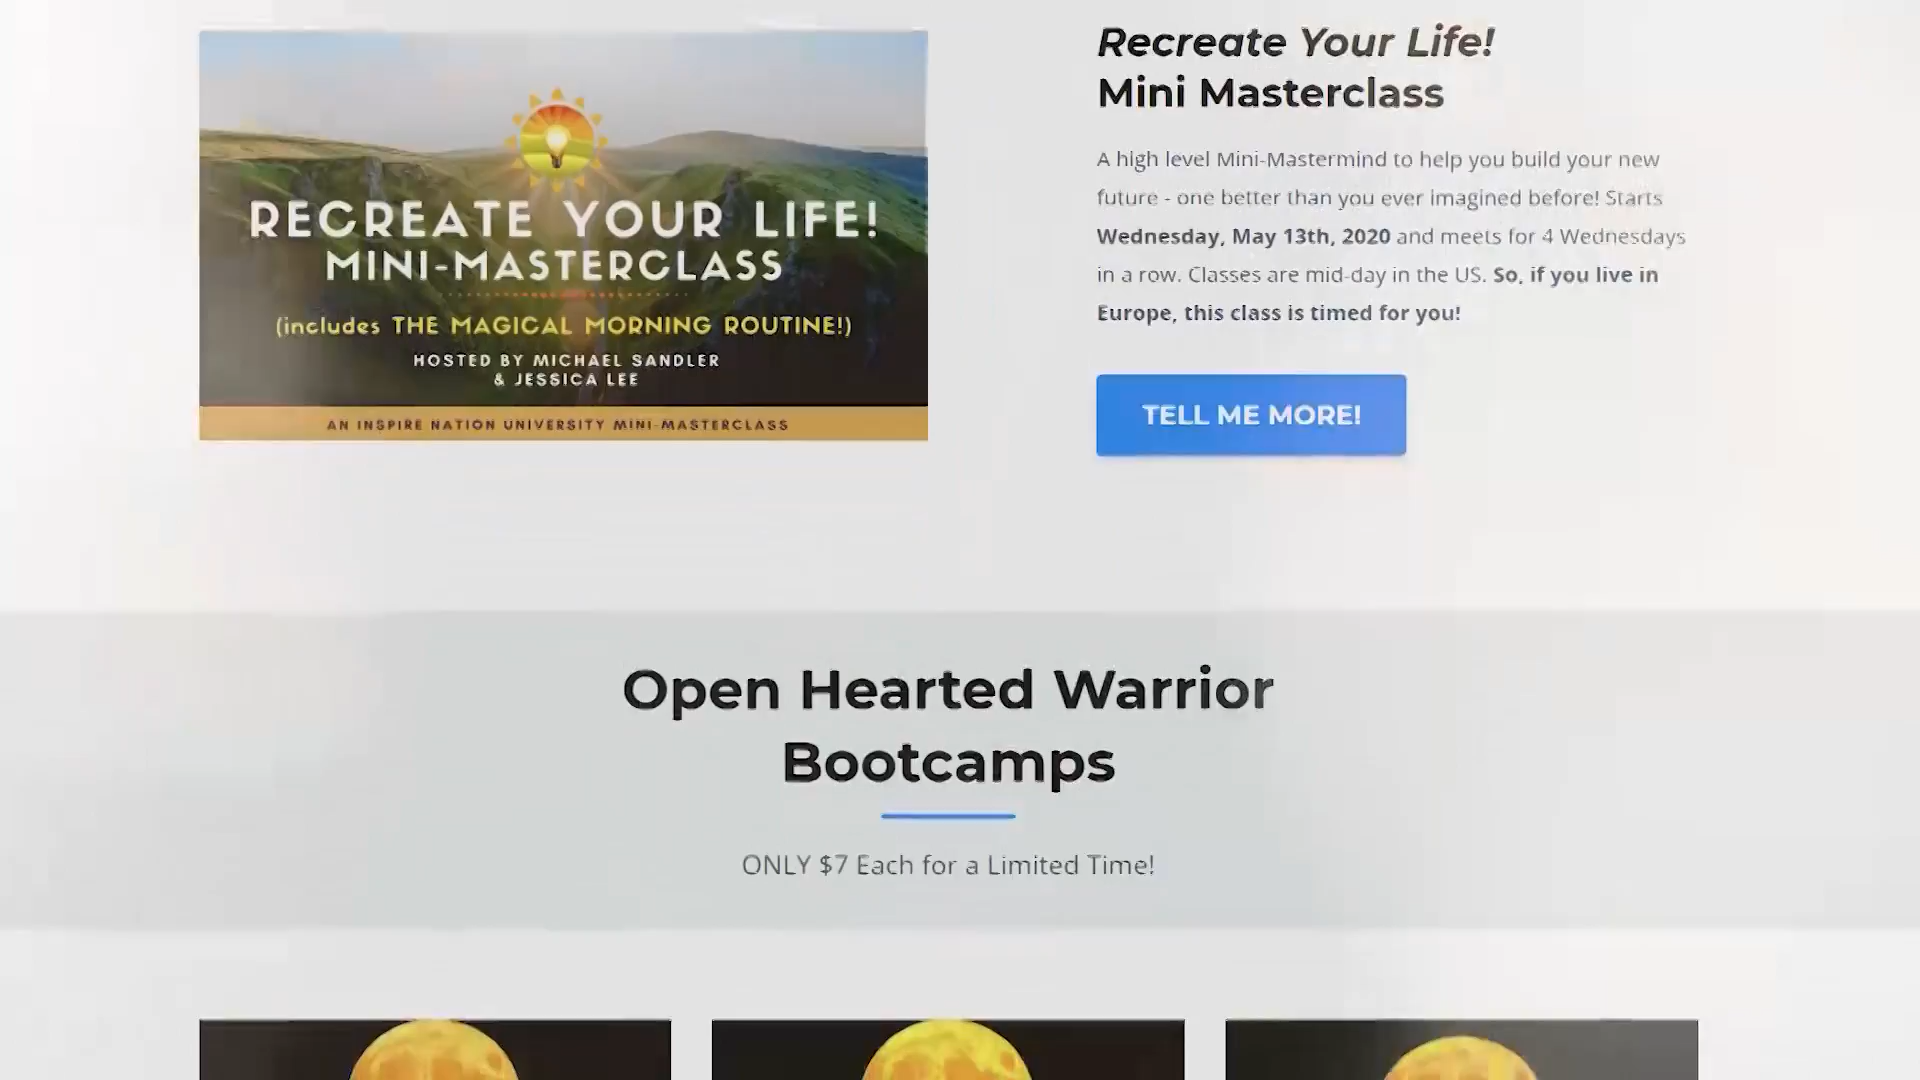 RECREATE YOUR LIFE!
MINI-MASTERCLASS
(includes THE MAGICAL MORNING ROUTINE!)
HOSTED BY MICHAEL SANDLER
& JESSICA LEE
AN INSPIRE NATION UNIVERSITY MINI-MASTERCLASS
Recreate Your Life!
Mini Masterclass
A high level Mini-Mastermind to help you build your new
future - one better than you ever imagined before! Starts
Wednesday, May 13th, 2020 and meets for 4 Wednesdays
in a row. Classes are mid-day in the US. So, if you live in
Europe, this class is timed for you!
TELL ME MORE!
Open Hearted Warrior
Bootcamps
ONLY $7 Each for a Limited Time!